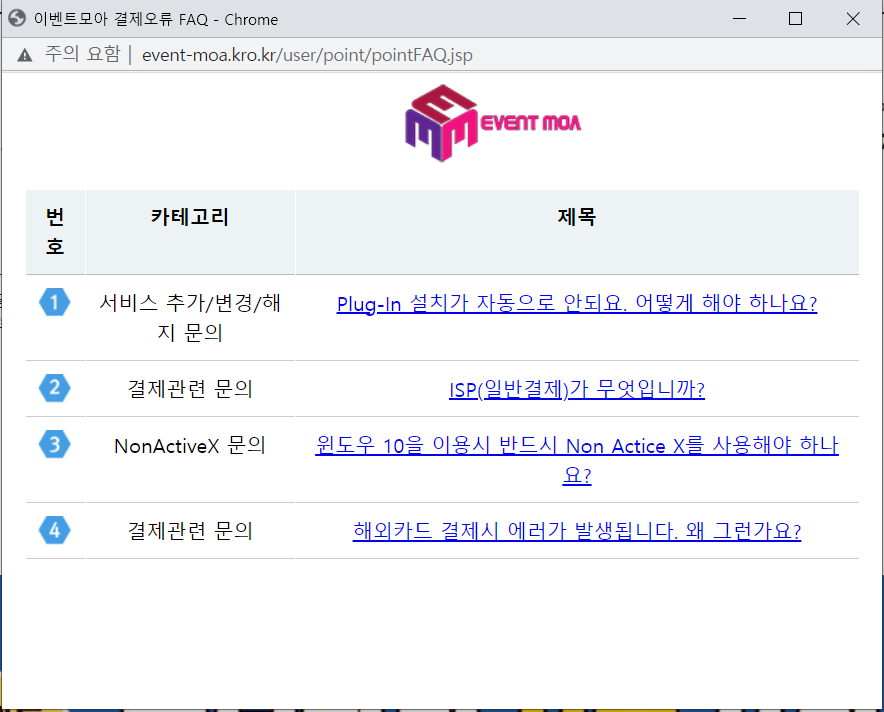 이벤트모아 결제오류 FAQ - Chrome
주의 요함 | event-moa.kro.kr/user/point/pointFAQ.jsp
EM EVENT MOA
번호 카테고리 제목
1 서비스 추가/변경/해지 문의 Plug-In 설치가 자동으로 안되요. 어떻게 해야 하나요?
2 결제관련 문의 ISP(일반결제)가 무엇입니까?
3 NonActiveX 문의 윈도우 10을 이용시 반드시 Non Actice X를 사용해야 하나요?
4 결제관련 문의 해외카드 결제시 에러가 발생됩니다. 왜 그런가요?